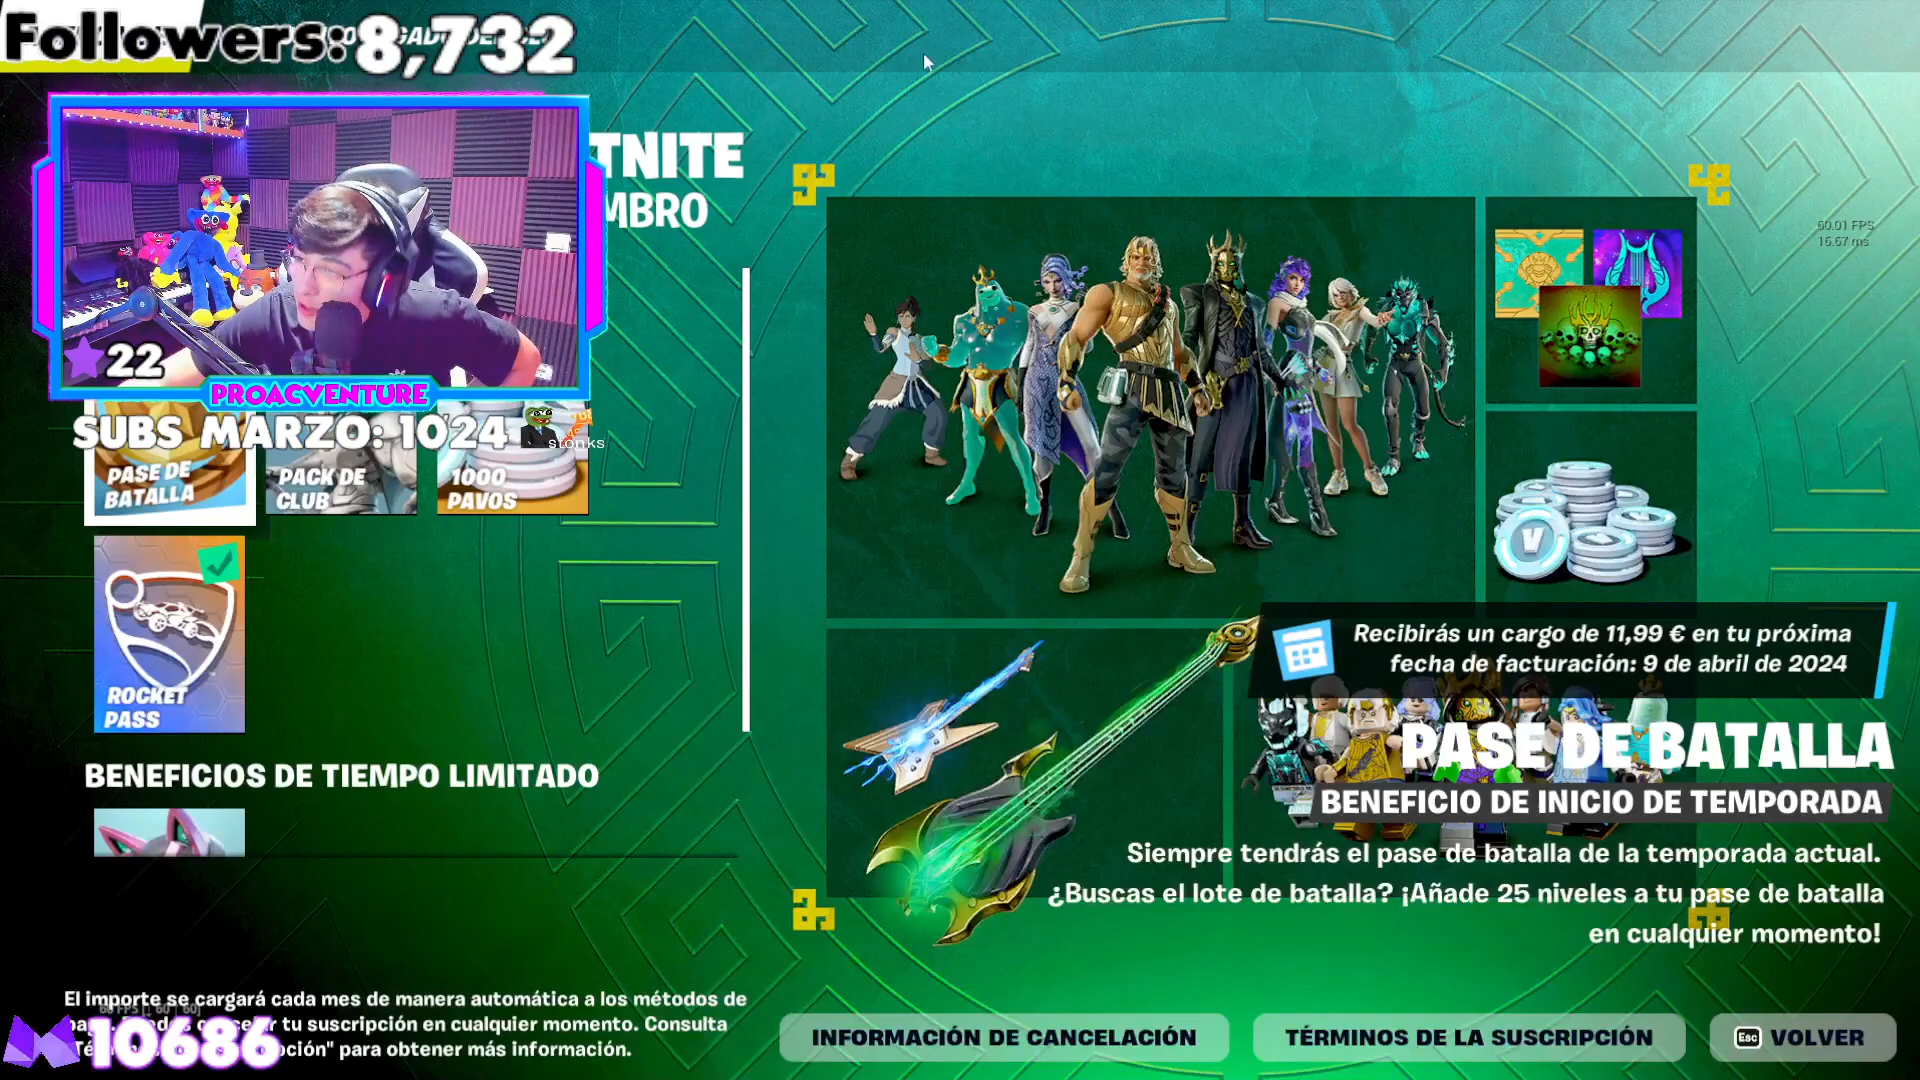 Followers: 8,732
TNITE
MBRO
60.01 FPS
16.67 ms
22
PROACVENTURE
SUBS MARZO: 1024
stonks
PASE DE
BATALLA
PACK DE
CLUB
1000
PAVOS
ROCKET
PASS
BENEFICIOS DE TIEMPO LIMITADO
Recibirás un cargo de 11,99 € en tu próxima
fecha de facturación: 9 de abril de 2024
PASE DE BATALLA
BENEFICIO DE INICIO DE TEMPORADA
Siempre tendrás el pase de batalla de la temporada actual.
¿Buscas el lote de batalla? ¡Añade 25 niveles a tu pase de batalla
en cualquier momento!
El importe se cargará cada mes de manera automática a los métodos de
tu suscripción en cualquier momento. Consulta
para obtener más información.
10686
INFORMACIÓN DE CANCELACIÓN
TÉRMINOS DE LA SUSCRIPCIÓN
Esc VOLVER